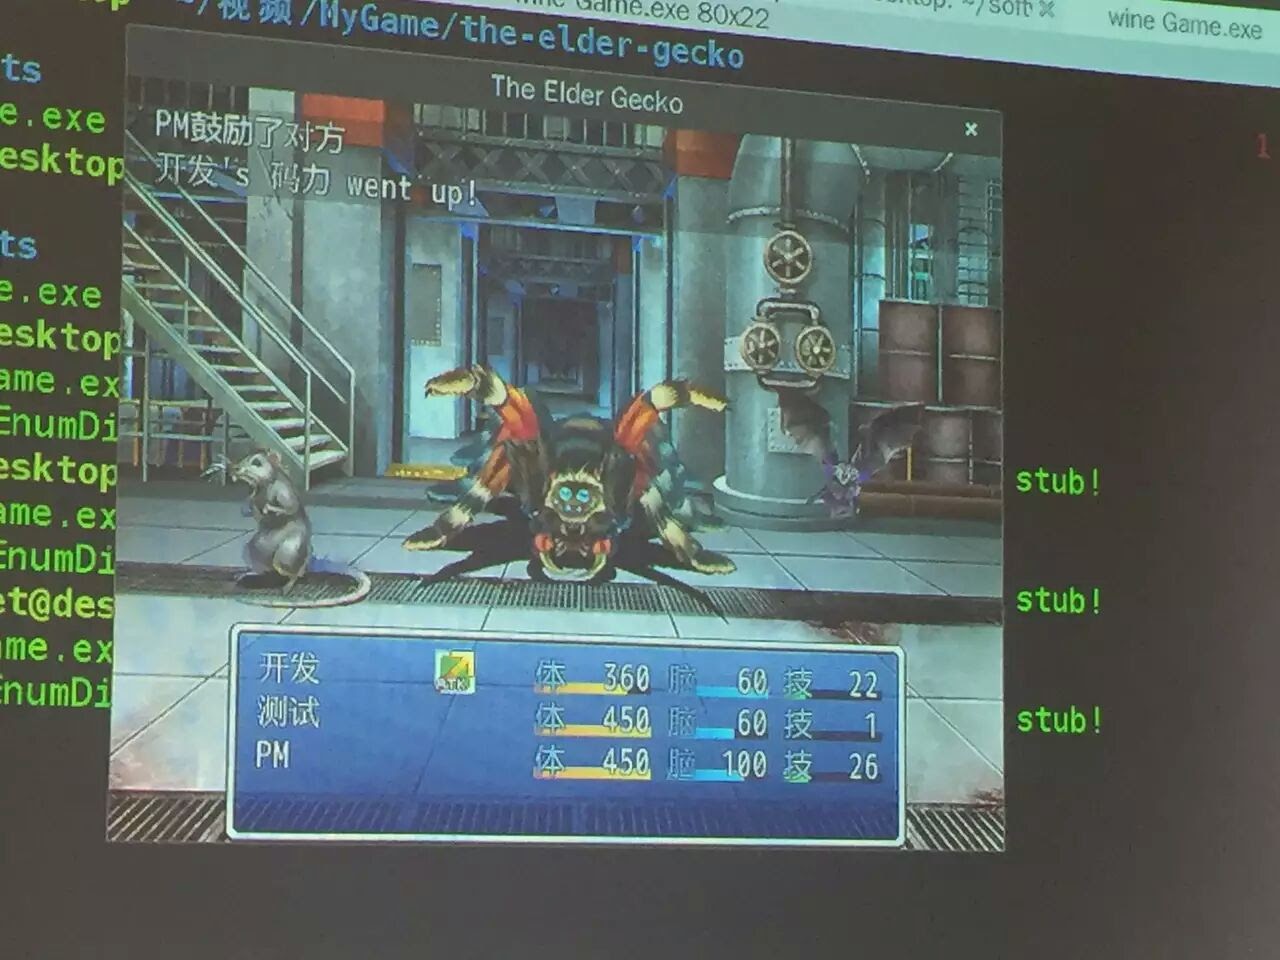 wine Game.exe 80x22
wine Game.exe
~/视频/MyGame/the-elder-gecko
The Elder Gecko
PM鼓励了对方
开发's 码力 went up!
ts
e.exe
esktop
ts
e.exe
esktop
ame.ex
EnumDi
esktop
ame.ex
EnumDi
et@des
ame.ex
EnumDi
stub!
stub!
stub!
开发 体 360 脑 60 技 22
测试 体 450 脑 60 技 1
PM 体 450 脑 100 技 26